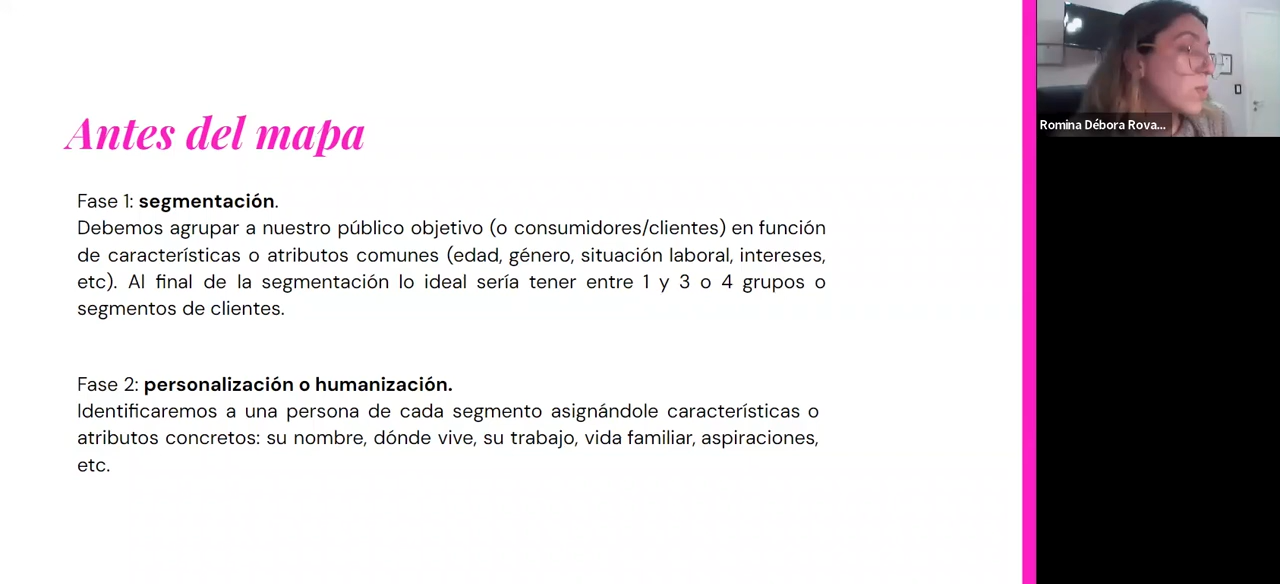 Antes del mapa
Fase 1: segmentación.
Debemos agrupar a nuestro público objetivo (o consumidores/clientes) en función
de características o atributos comunes (edad, género, situación laboral, intereses,
etc). Al final de la segmentación lo ideal sería tener entre 1 y 3 o 4 grupos o
segmentos de clientes.
Fase 2: personalización o humanización.
Identificaremos a una persona de cada segmento asignándole características o
atributos concretos: su nombre, dónde vive, su trabajo, vida familiar, aspiraciones,
etc.
Romina Débora Rova...